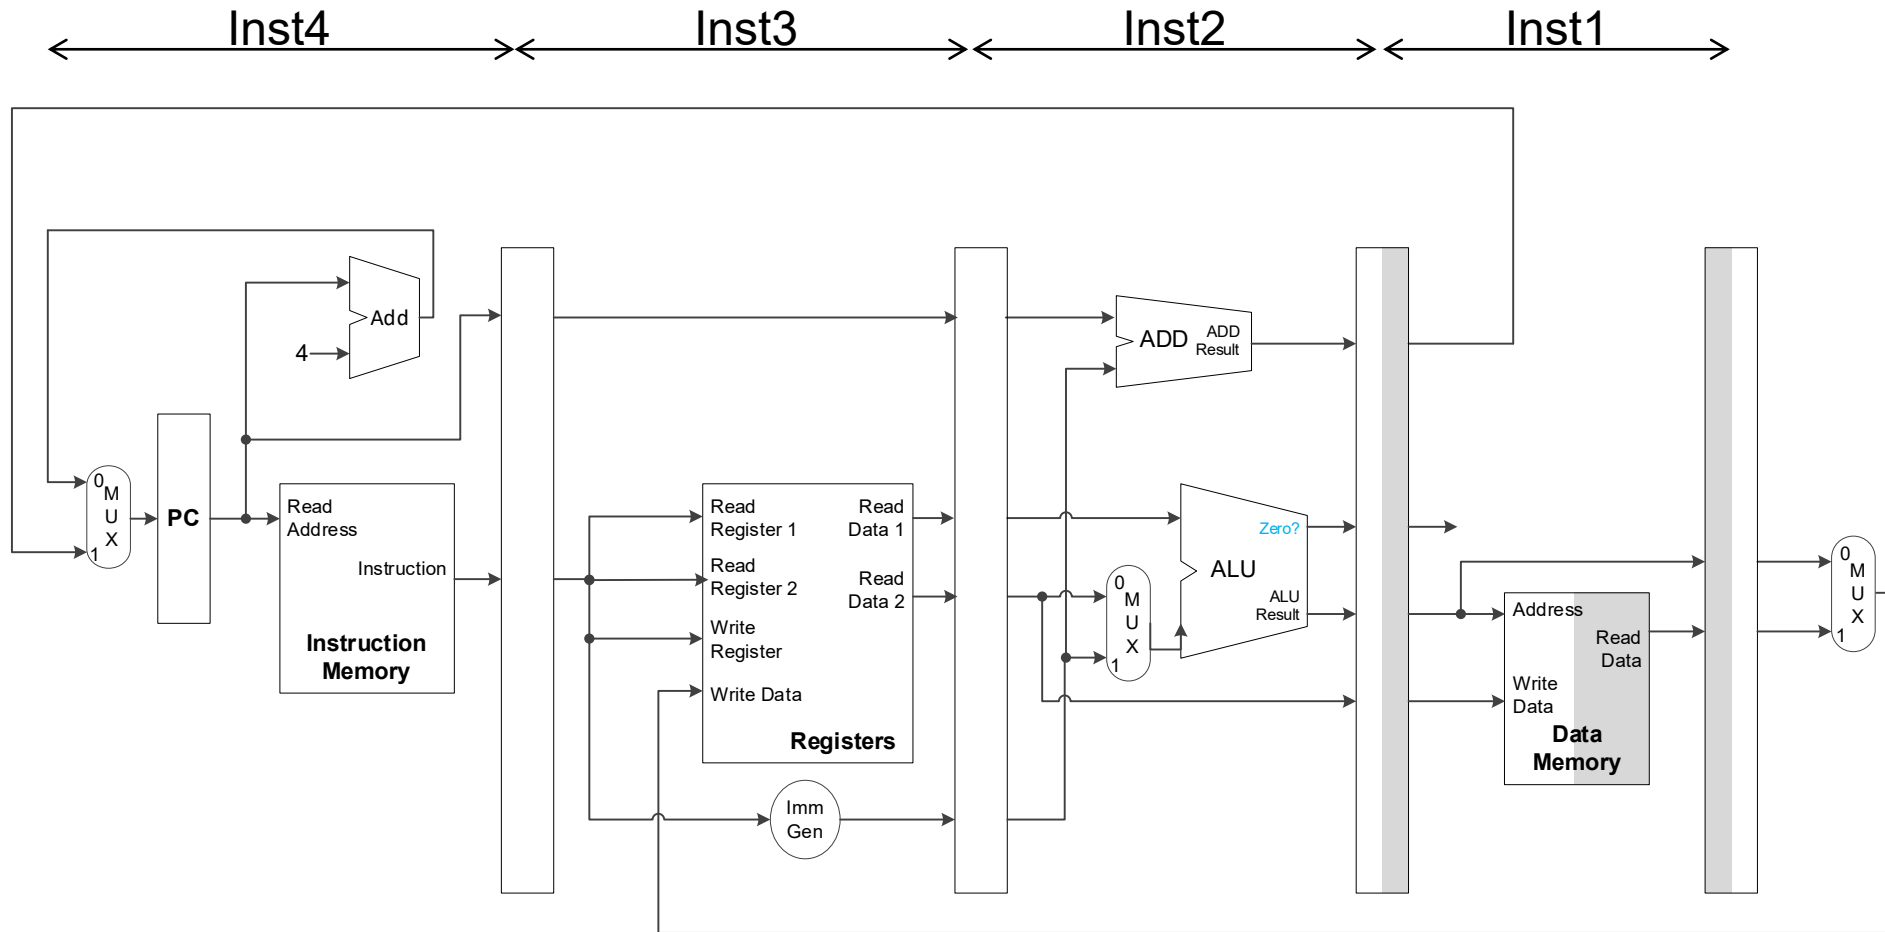 Inst4
Inst3
Inst2
Inst1
Add
4
ADD
ADD
Result
0
M
U
X
1
PC
Read
Address
Instruction
Instruction
Memory
Read
Register 1
Read
Register 2
Write
Register
Write Data
Read
Data 1
Read
Data 2
Registers
Imm
Gen
0
M
U
X
1
Zero?
ALU
ALU
Result
Address
Read
Data
Write
Data
Data
Memory
0
M
U
X
1